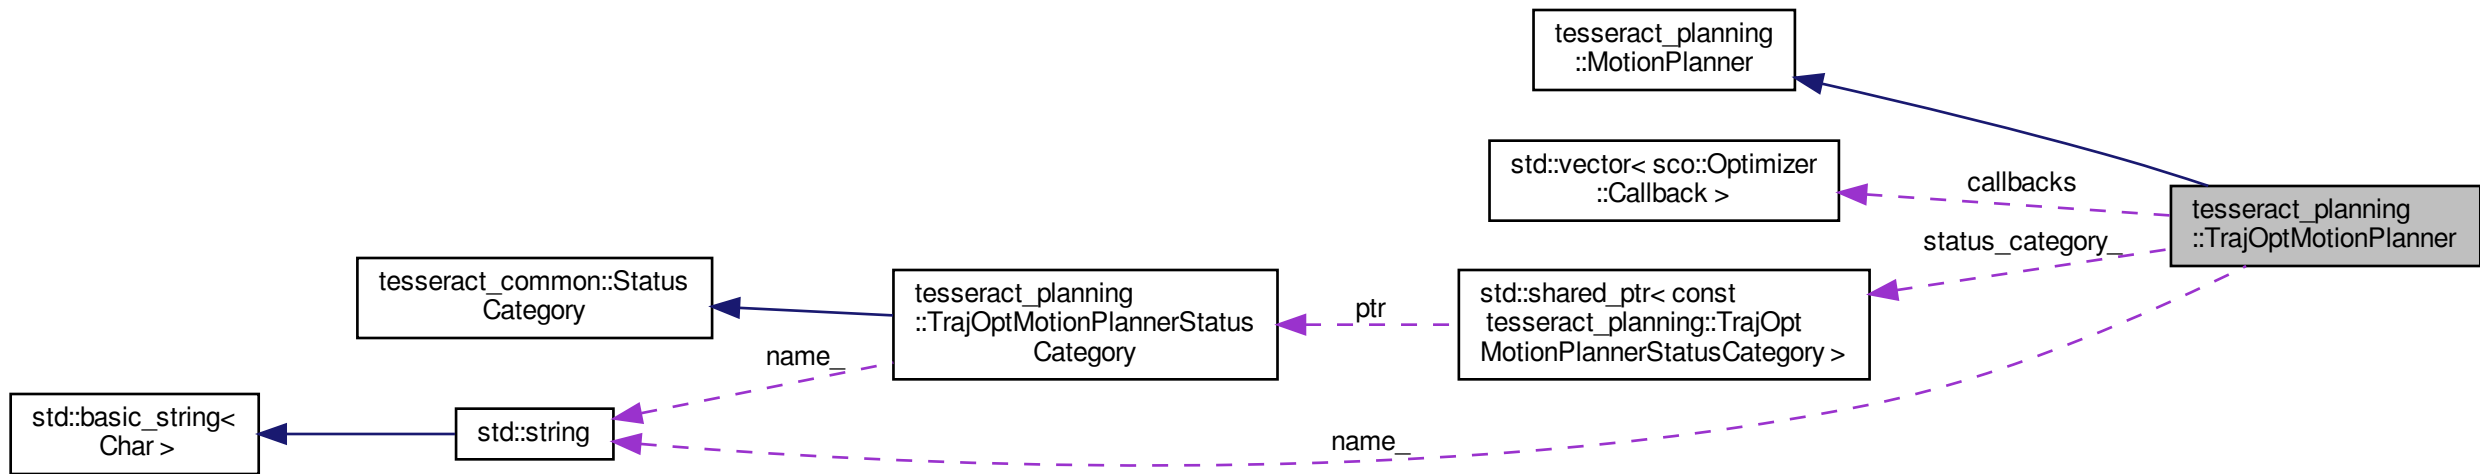 tesseract_planning
::MotionPlanner
std::vector< sco::Optimizer
::Callback >
callbacks
tesseract_planning
::TrajOptMotionPlanner
status_category_
tesseract_common::Status
Category
tesseract_planning
::TrajOptMotionPlannerStatus
Category
ptr
std::shared_ptr< const
tesseract_planning::TrajOpt
MotionPlannerStatusCategory >
name_
std::basic_string<
Char >
std::string
name_